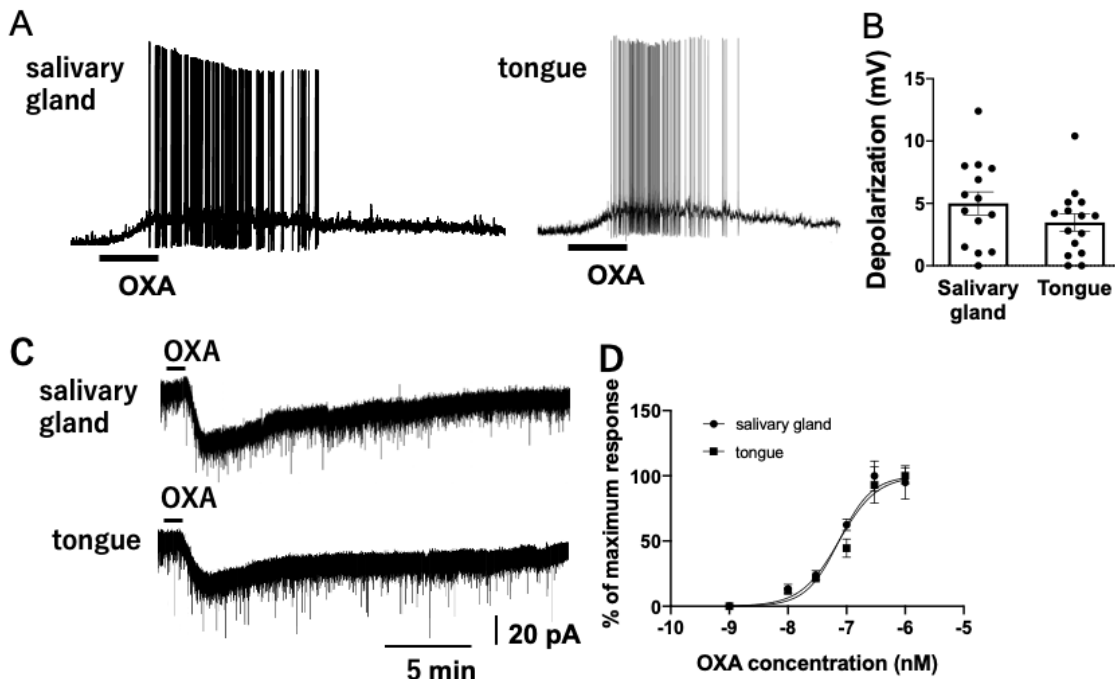 A
salivary
gland
OXA
tongue
OXA
B
Depolarization (mV)
15
10
5
0
Salivary
gland
Tongue
C
OXA
salivary
gland
OXA
tongue
20 pA
5 min
D
% of maximum response
150
100
50
0
salivary gland
tongue
-10
-9
-8
-7
-6
-5
OXA concentration (nM)